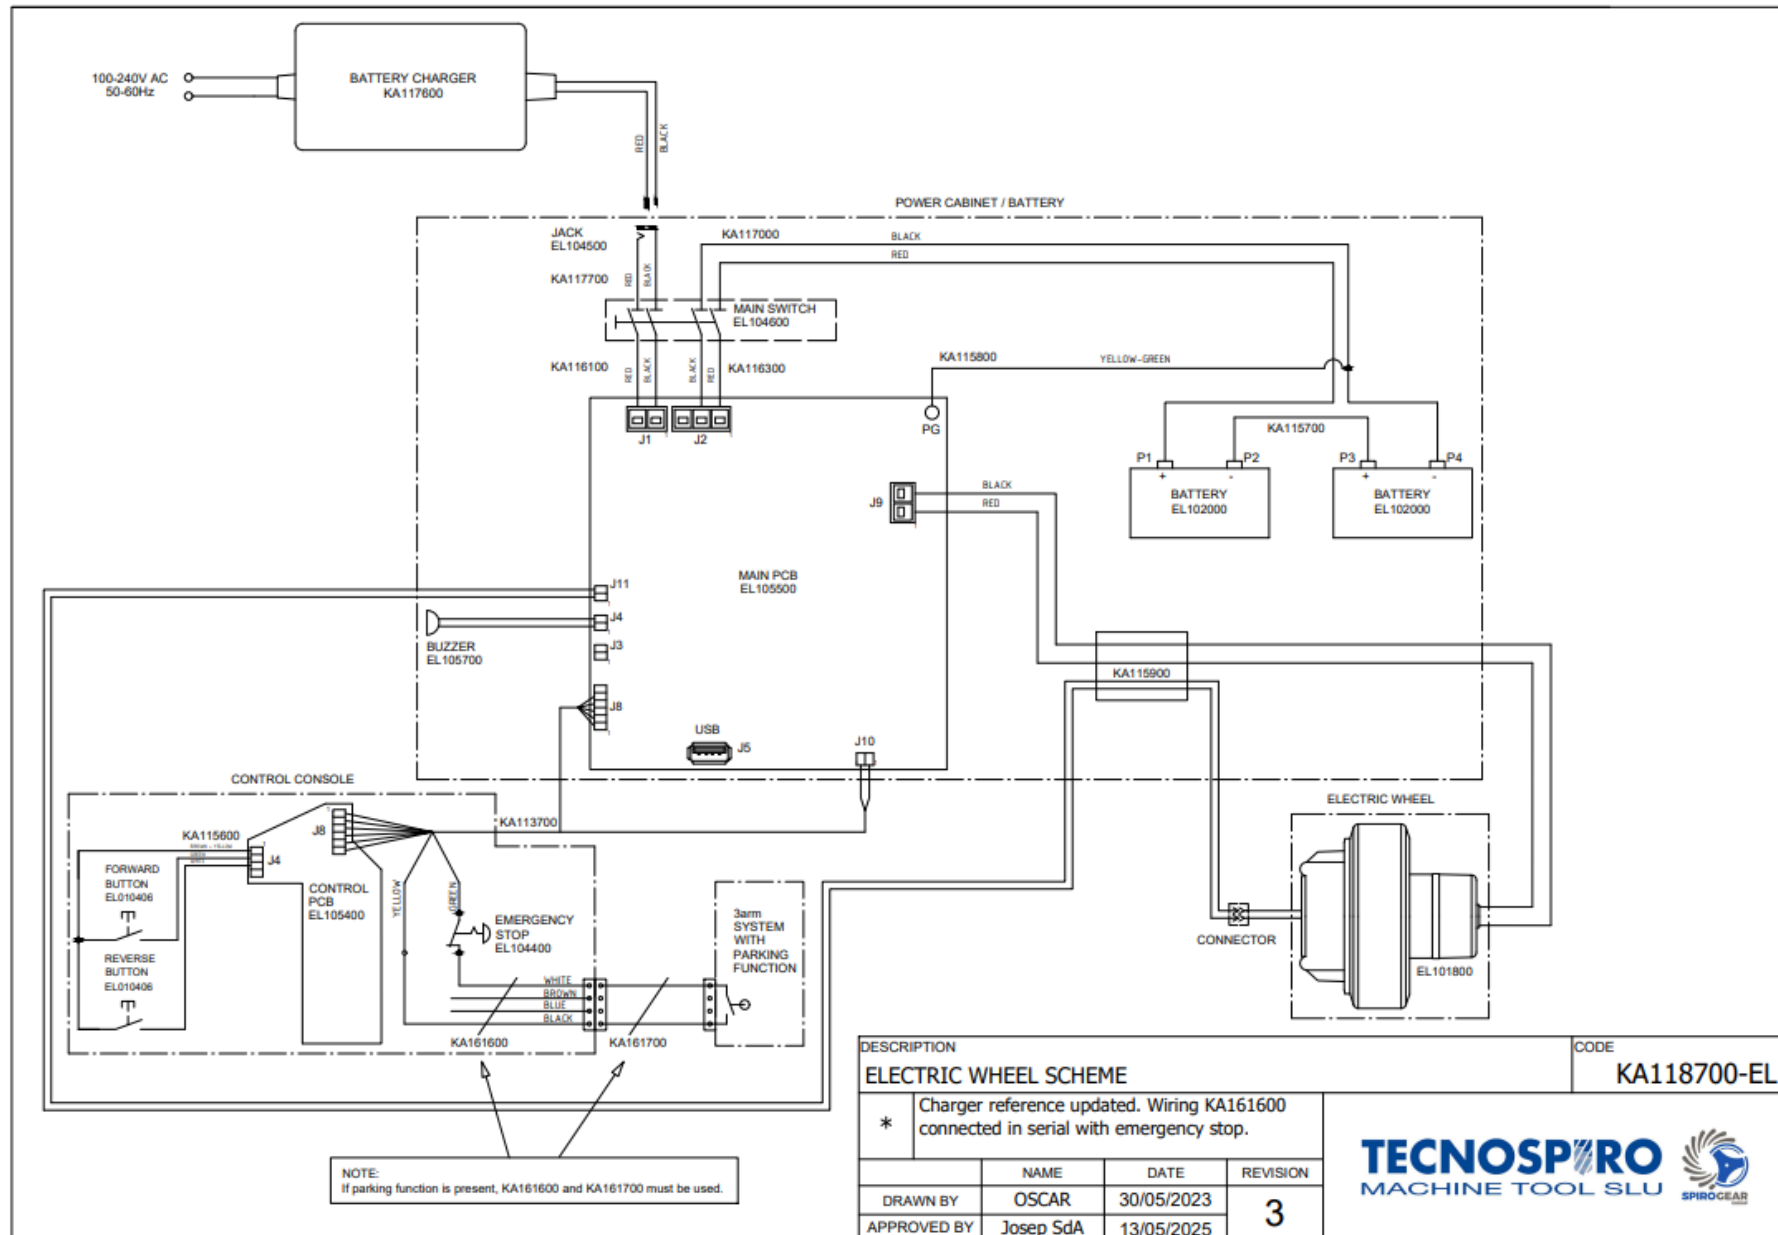 100-240V AC
50-60Hz
BATTERY CHARGER
KA117600
RED
BLACK
POWER CABINET / BATTERY
JACK
EL104500
KA117000
BLACK
RED
KA117700
RED
BLACK
MAIN SWITCH
EL104600
KA116100
RED
BLACK
BLACK
RED
KA116300
KA115800
YELLOW-GREEN
J1
J2
PG
KA115700
P1
P2
P3
P4
+
-
+
-
BATTERY
EL102000
BATTERY
EL102000
J9
BLACK
RED
MAIN PCB
EL105500
J11
J4
BUZZER
EL105700
J3
J8
KA115900
USB
J5
J10
CONTROL CONSOLE
ELECTRIC WHEEL
KA115600
J8
J4
KA113700
FORWARD
BUTTON
EL010406
CONTROL
PCB
EL105400
YELLOW
GREEN
EMERGENCY
STOP
EL104400
3arm
SYSTEM
WITH
PARKING
FUNCTION
CONNECTOR
EL101800
REVERSE
BUTTON
EL010406
WHITE
BROWN
BLUE
BLACK
KA161600
KA161700
NOTE:
If parking function is present, KA161600 and KA161700 must be used.
DESCRIPTION
ELECTRIC WHEEL SCHEME
CODE
KA118700-EL
*
Charger reference updated. Wiring KA161600
connected in serial with emergency stop.
NAME
DATE
REVISION
DRAWN BY
OSCAR
30/05/2023
3
APPROVED BY
Josep SdA
13/05/2025
TECNOSPIRO
MACHINE TOOL SLU
SPIROGEAR